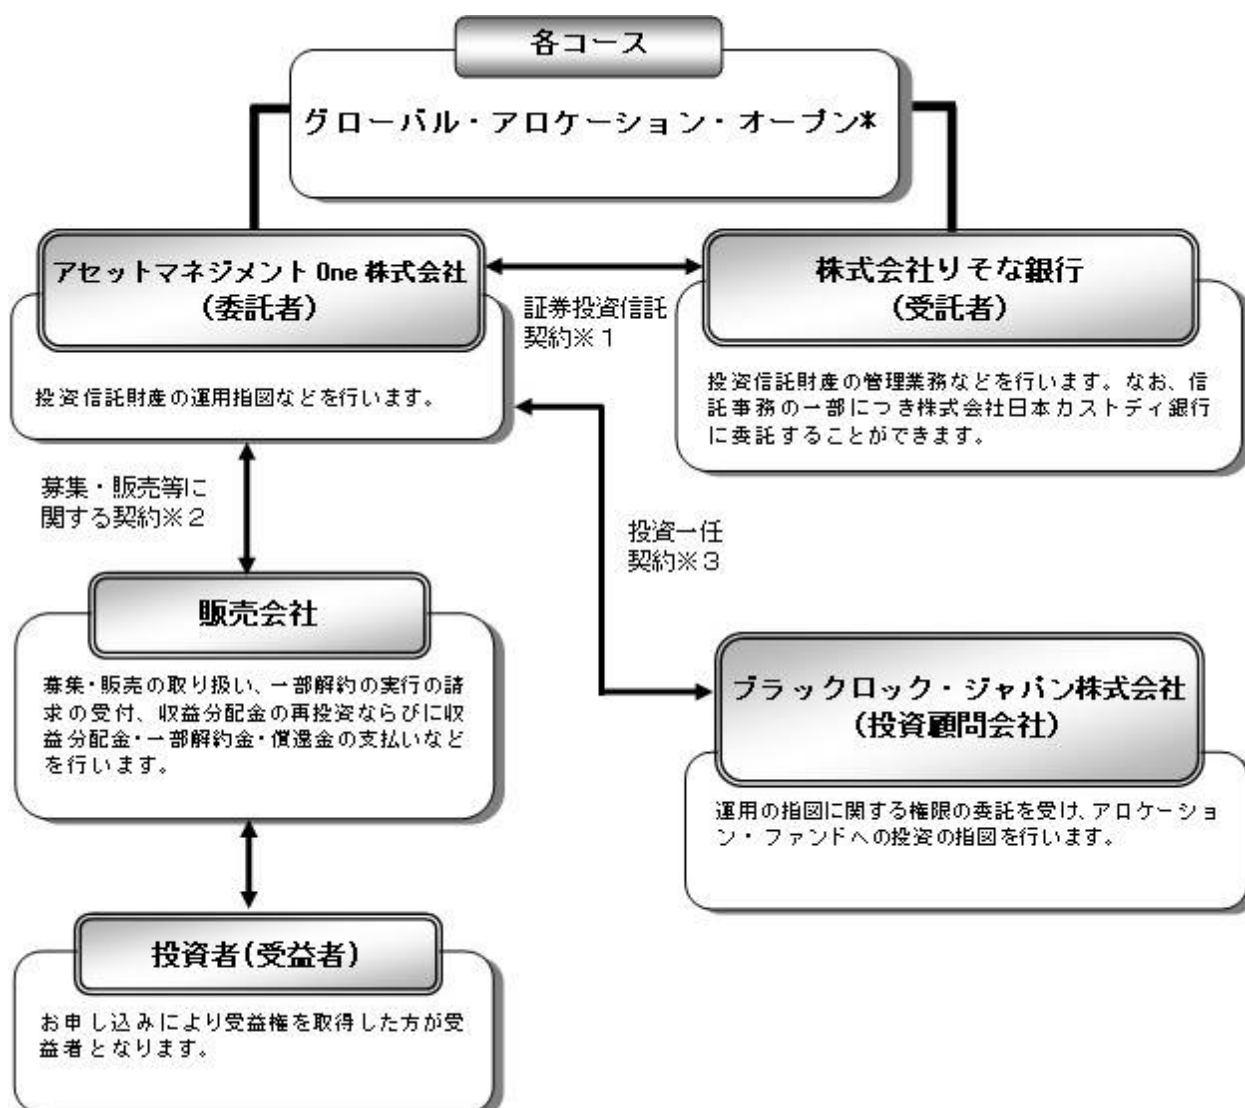 各コース
グローバル・アロケーション・オープン*
アセットマネジメント One 株式会社
(委託者)
投資信託財産の運用指図などを行います。
証券投資信託
契約※１
株式会社りそな銀行
(受託者)
投資信託財産の管理業務などを行います。なお、信
託事務の一部につき株式会社日本カストディ銀行
に委託することができます。
募集・販売等に
関する契約※２
投資一任
契約※３
販売会社
募集・販売の取り扱い、一部解約の実行の請
求の受付、収益分配金の再投資ならびに収
益分配金・一部解約金・償還金の支払いなど
を行います。
ブラックロック・ジャパン株式会社
(投資顧問会社)
運用の指図に関する権限の委託を受け、アロケーショ
ン・ファンドへの投資の指図を行います。
投資者(受益者)
お申し込みにより受益権を取得した方が受
益者となります。